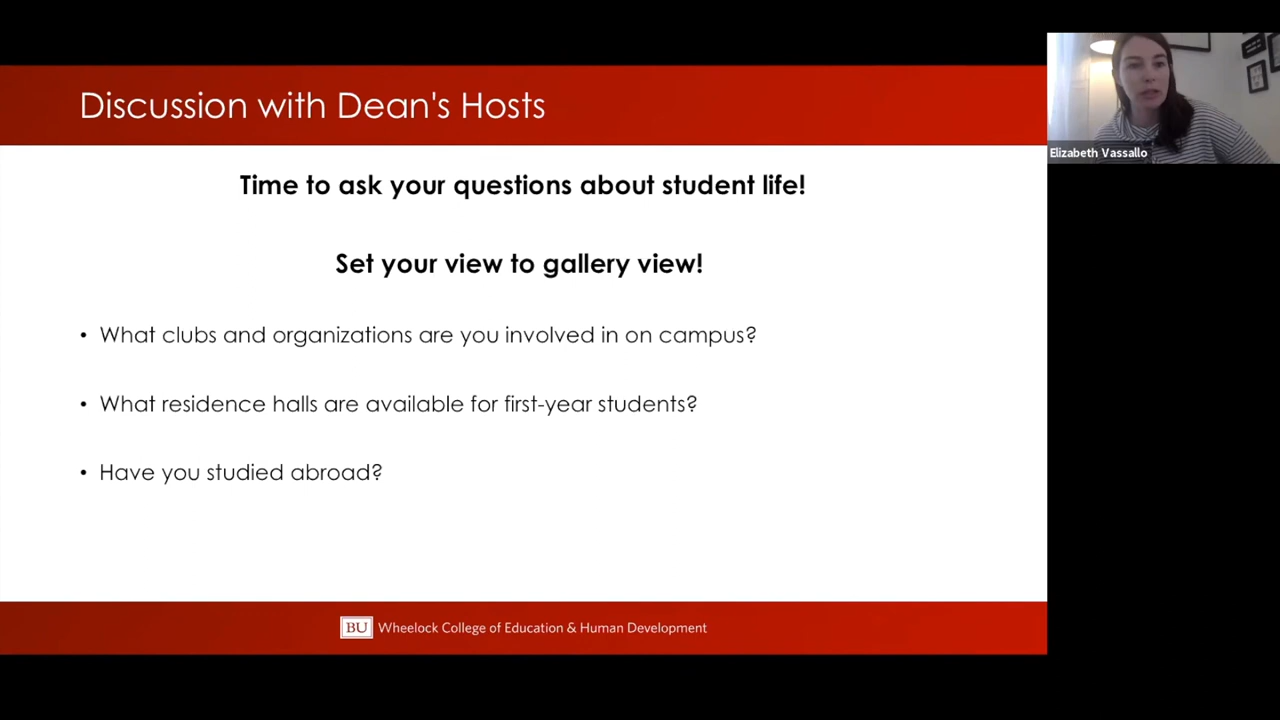 Discussion with Dean's Hosts
Time to ask your questions about student life!
Set your view to gallery view!
• What clubs and organizations are you involved in on campus?
• What residence halls are available for first-year students?
• Have you studied abroad?
BU Wheelock College of Education & Human Development
Elizabeth Vassallo